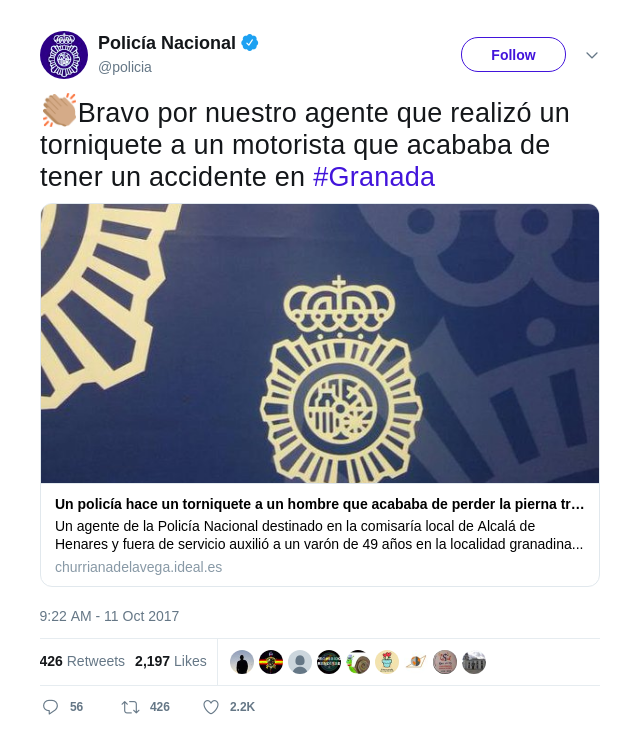 Policía Nacional
@policia
Follow
👏Bravo por nuestro agente que realizó un
torniquete a un motorista que acababa de
tener un accidente en #Granada
Un policía hace un torniquete a un hombre que acababa de perder la pierna tr...
Un agente de la Policía Nacional destinado en la comisaría local de Alcalá de
Henares y fuera de servicio auxilió a un varón de 49 años en la localidad granadina...
churrianadelavega.ideal.es
9:22 AM - 11 Oct 2017
426 Retweets 2,197 Likes
56 426 2.2K